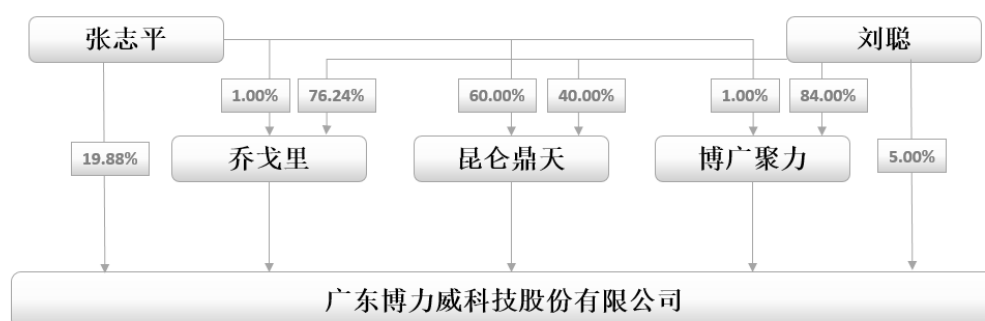 张志平
刘聪
1.00%
76.24%
60.00%
40.00%
1.00%
84.00%
19.88%
乔戈里
昆仑鼎天
博广聚力
5.00%
广东博力威科技股份有限公司